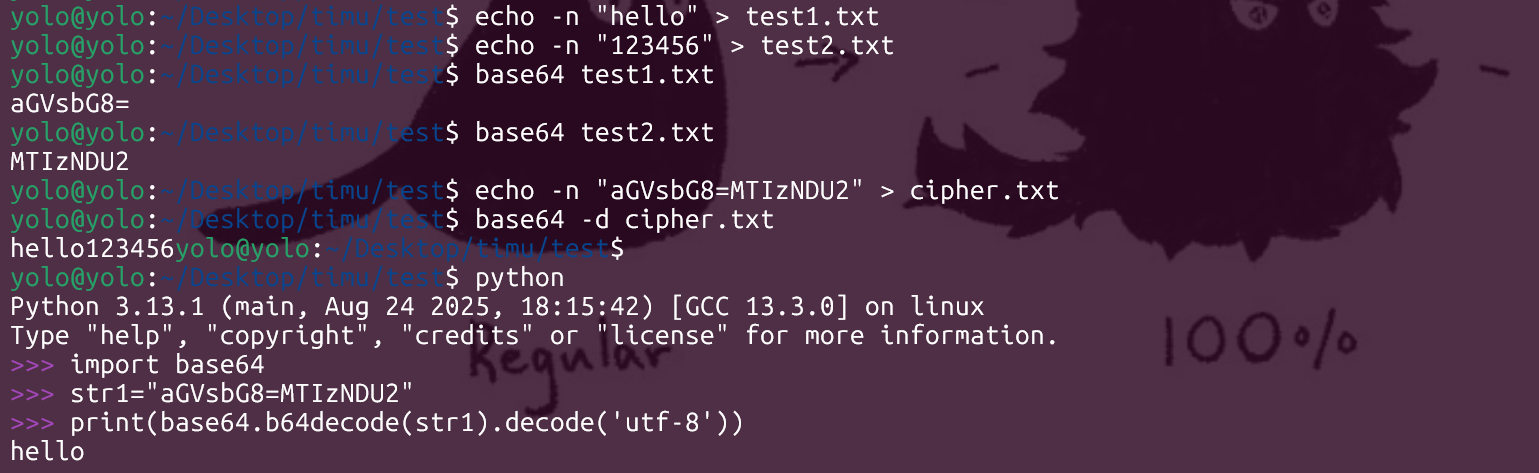 yolo@yolo:~/Desktop/timu/test$ echo -n "hello" > test1.txt
yolo@yolo:~/Desktop/timu/test$ echo -n "123456" > test2.txt
yolo@yolo:~/Desktop/timu/test$ base64 test1.txt
aGVsbG8=
yolo@yolo:~/Desktop/timu/test$ base64 test2.txt
MTIzNDU2
yolo@yolo:~/Desktop/timu/test$ echo -n "aGVsbG8=MTIzNDU2" > cipher.txt
yolo@yolo:~/Desktop/timu/test$ base64 -d cipher.txt
hello123456yolo@yolo:~/Desktop/timu/test$
yolo@yolo:~/Desktop/timu/test$ python
Python 3.13.1 (main, Aug 24 2025, 18:15:42) [GCC 13.3.0] on linux
Type "help", "copyright", "credits" or "license" for more information.
>>> import base64
>>> str1="aGVsbG8=MTIzNDU2"
>>> print(base64.b64decode(str1).decode('utf-8'))
hello
Regular
100%